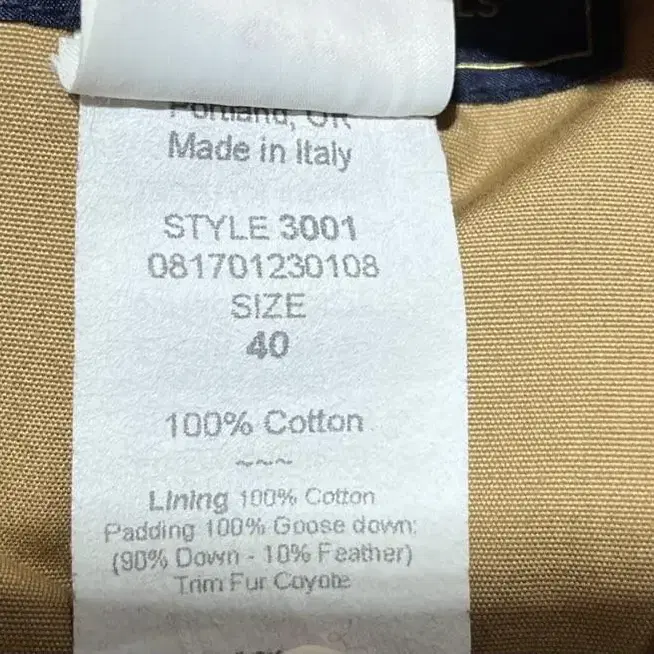 Portland, OR
Made in Italy
STYLE 3001
081701230108
SIZE
40
100% Cotton
~~~
Lining 100% Cotton
Padding 100% Goose down:
(90% Down - 10% Feather)
Trim Fur Coyote